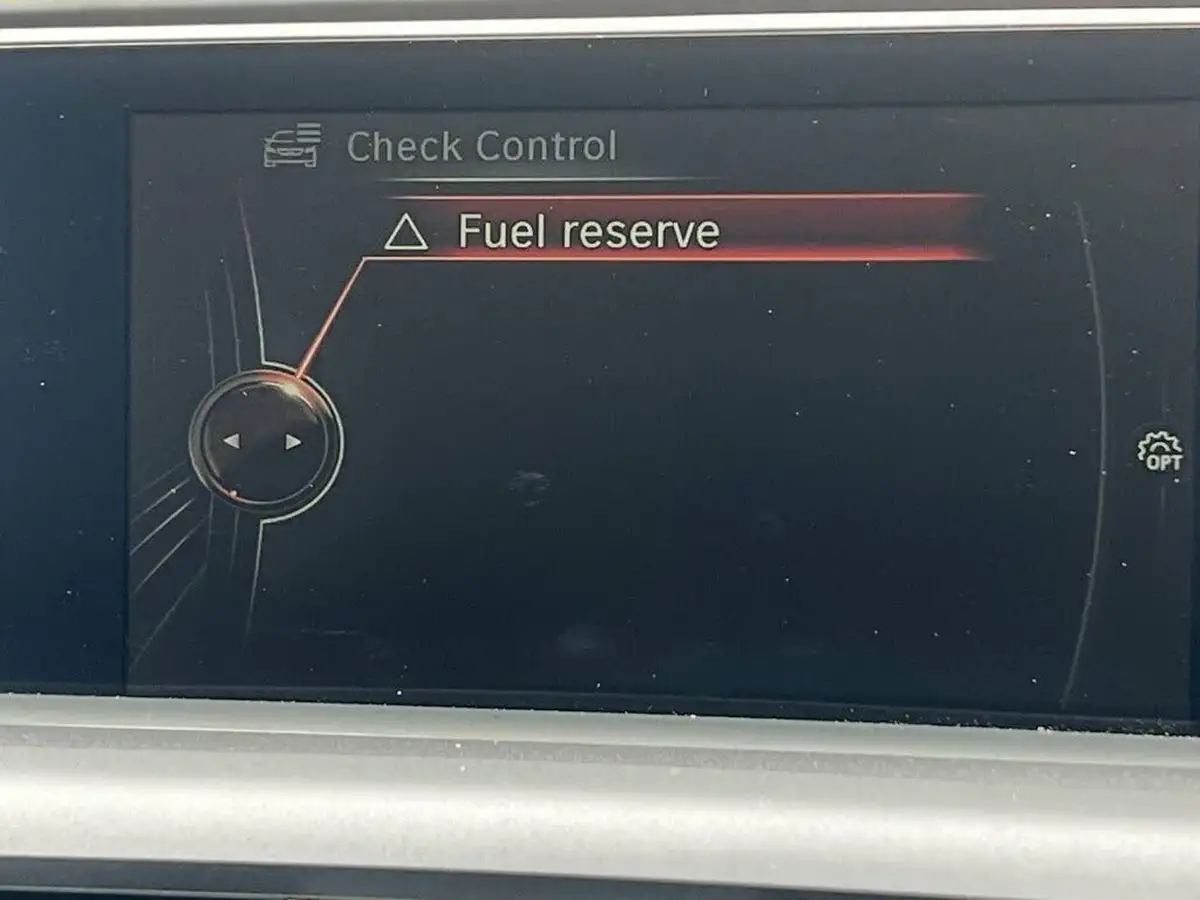 Check Control
Fuel reserve
OPT